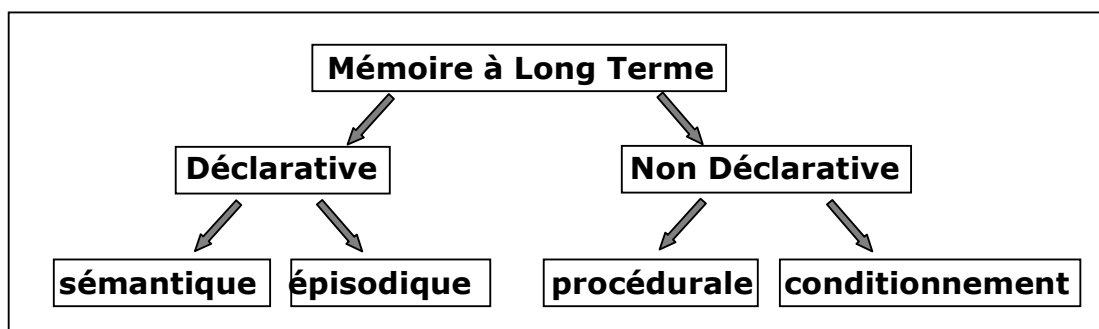 Mémoire à Long Terme
Déclarative Non Déclarative
sémantique épisodique procédurale conditionnement